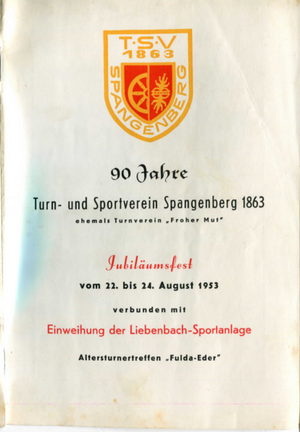 T·S·V
1863
SPANGENBERG
90 Jahre
Turn- und Sportverein Spangenberg 1863
ehemals Turnverein „Froher Mut"
Jubiläumsfest
vom 22. bis 24. August 1953
verbunden mit
Einweihung der Liebenbach-Sportanlage
Altersturnertreffen „Fulda-Eder"